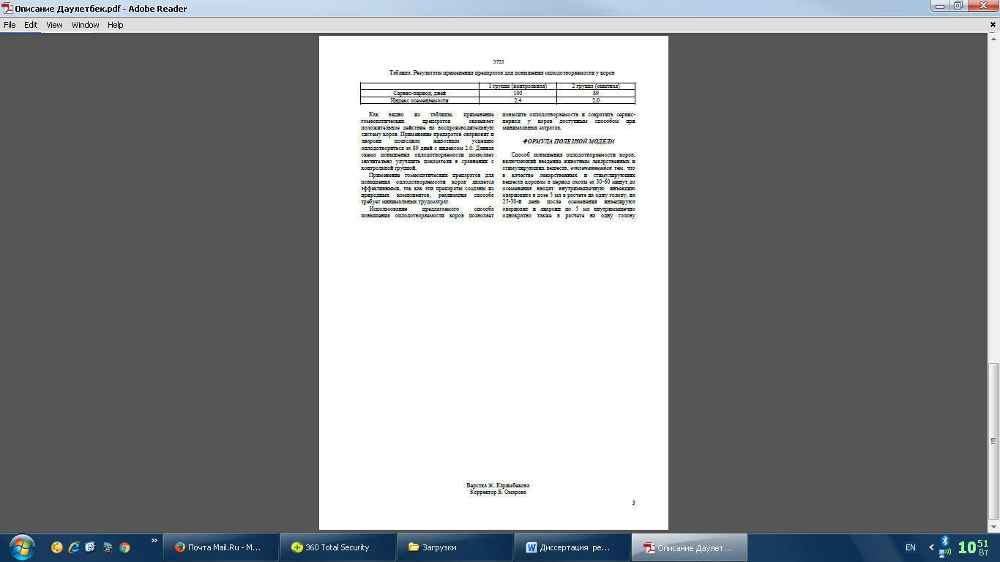 Описание Даулетбек.pdf - Adobe Reader
File Edit View Window Help
3733
Таблица. Результаты применения препаратов для повышения оплодотворяемости у коров
1 группа (контрольная) 2 группа (опытная)
Сервис-период, дней 100 89
Индекс осеменяемости 2,4 2,0
Как видно из таблицы, применение
гомеопатических препаратов оказывает
положительное действие на воспроизводительную
систему коров. Применение препаратов овариовит и
лиарсин позволило животным успешно
оплодотвориться за 89 дней с индексом 2.0. Данная
схема повышения оплодотворяемости позволяет
значительно улучшить показатели в сравнении с
контрольной группой.
Применение гомеопатических препаратов для
повышения оплодотворяемости коров является
эффективными, так как эти препараты созданы из
природных компонентов, реализация способа
требует минимальных трудозатрат.
Использование предлагаемого способа
повышения оплодотворяемости коров позволяет
повысить оплодотворяемость и сократить сервис-
период у коров доступным способом при
минимальных затратах.
ФОРМУЛА ПОЛЕЗНОЙ МОДЕЛИ
Способ повышения оплодотворяемости коров,
включающий введение животным лекарственных и
стимулирующих веществ, отличающийся тем, что
в качестве лекарственных и стимулирующих
веществ коровам в период охоты за 30-60 минут до
осеменения вводят внутримышечную инъекцию
овариовита в дозе 5 мл в расчете на одну голову, на
25-30-й день после осеменения инъецируют
овариовит и лиарсин по 5 мл внутримышечно
однократно также в расчете на одну голову
Верстка Ж. Каримбекова
Корректор Б. Омарова
3
Почта Mail.Ru - M... 360 Total Security Загрузки Диссертация ре... Описание Даулет... EN 10 51 Вт